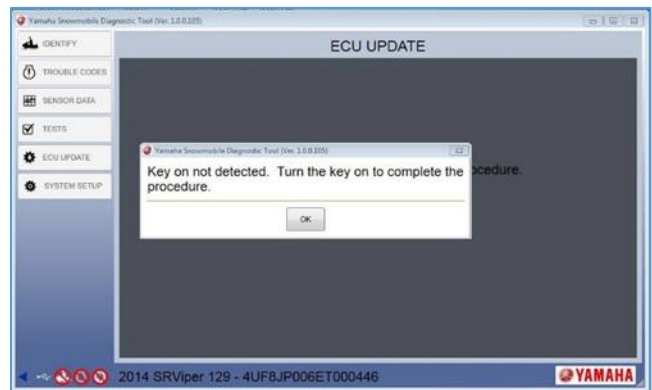 Yamaha Snowmobile Diagnostic Tool (Ver. 1.0.0.105)
ECU UPDATE
IDENTIFY
TROUBLE CODES
SENSOR DATA
TESTS
ECU UPDATE
SYSTEM SETUP
Yamaha Snowmobile Diagnostic Tool (Ver. 1.0.0.105)
Key on not detected. Turn the key on to complete the
procedure.
ocedure.
OK
2014 SRViper 129 - 4UF8JP006ET000446
YAMAHA